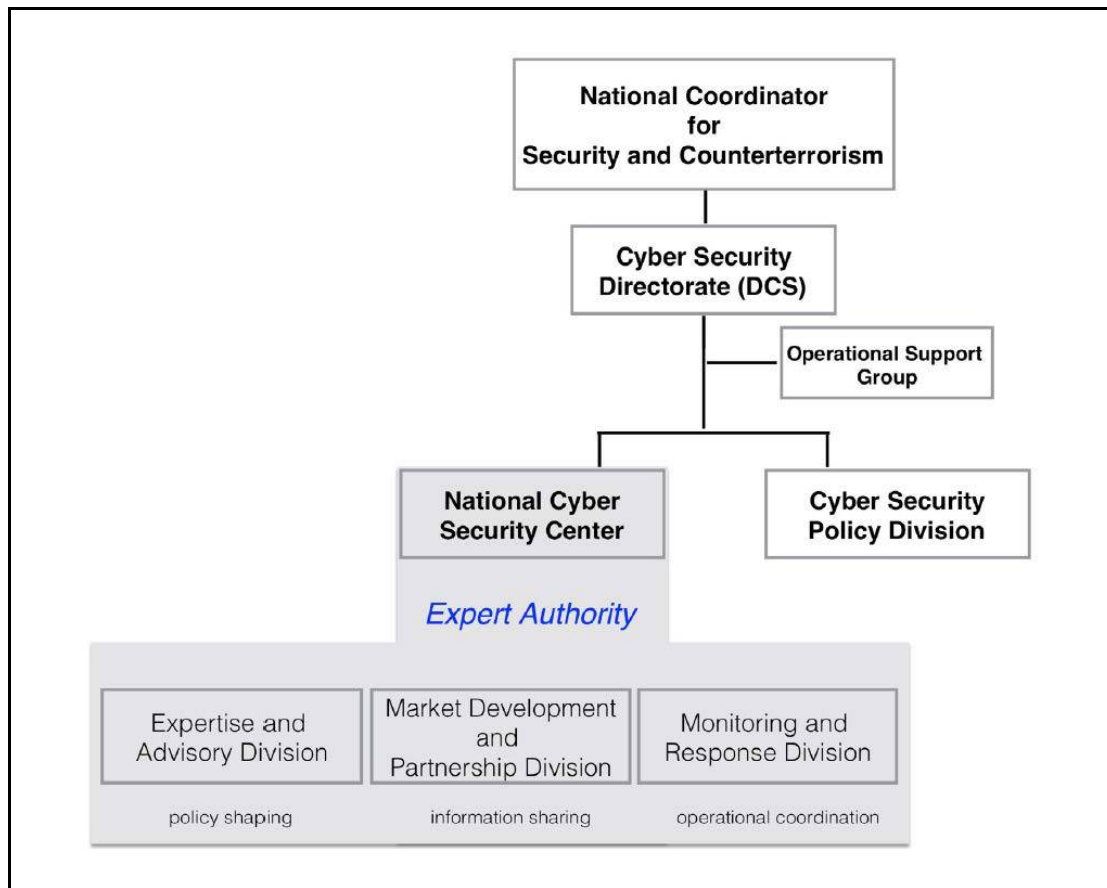 National Coordinator
for
Security and Counterterrorism
Cyber Security
Directorate (DCS)
Operational Support
Group
National Cyber
Security Center
Cyber Security
Policy Division
Expert Authority
Expertise and
Advisory Division
Market Development
and
Partnership Division
Monitoring and
Response Division
policy shaping
information sharing
operational coordination